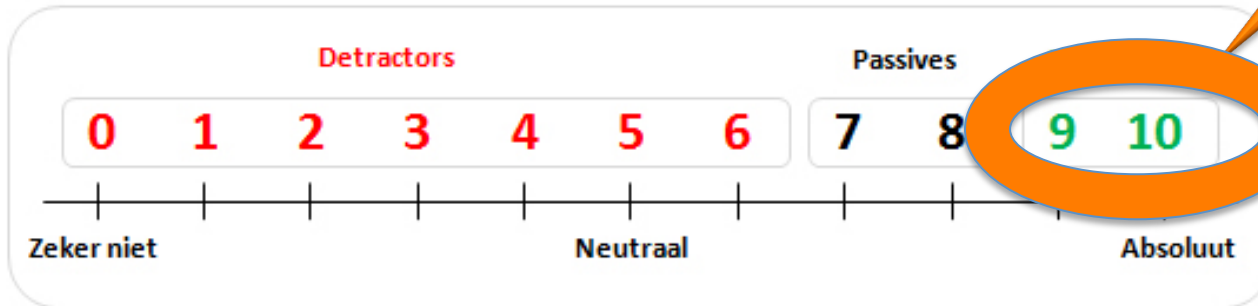 Detractors Passives
0 1 2 3 4 5 6 7 8 9 10
Zeker niet Neutraal Absoluut